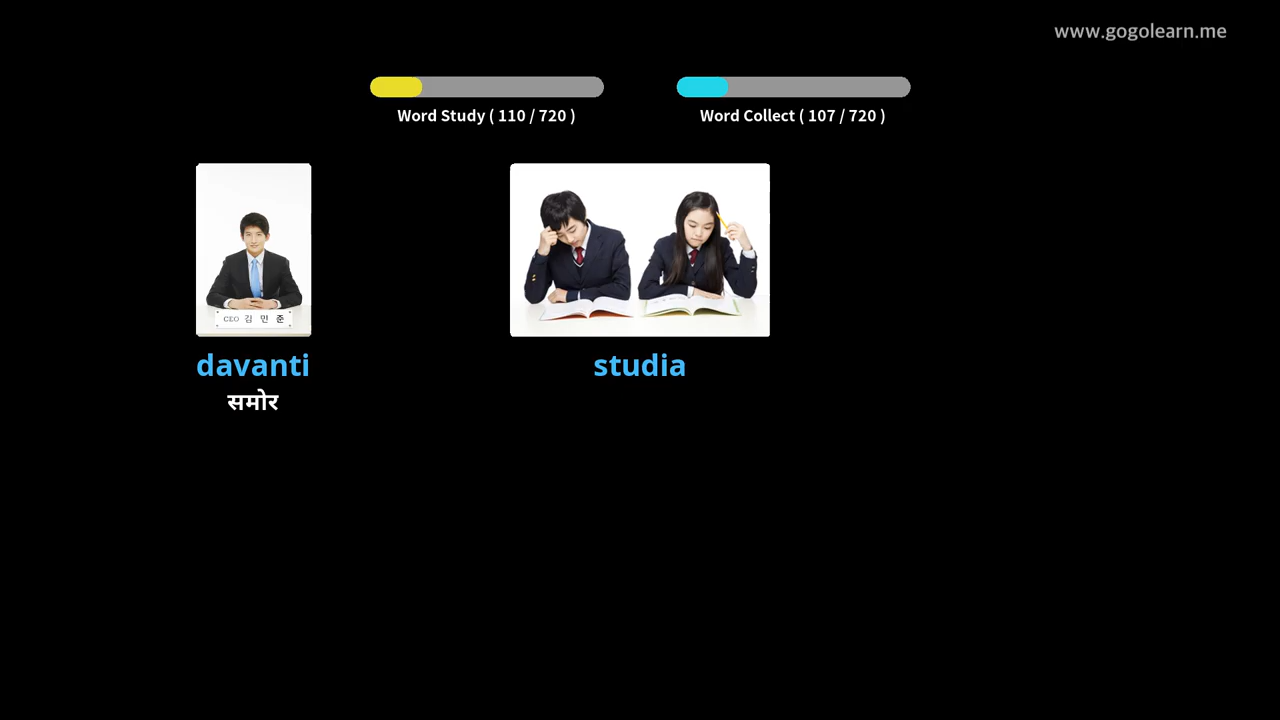 www.gogolearn.me
Word Study ( 110 / 720 )
Word Collect ( 107 / 720 )
CEO 김 민 준
davanti
समोर
studia